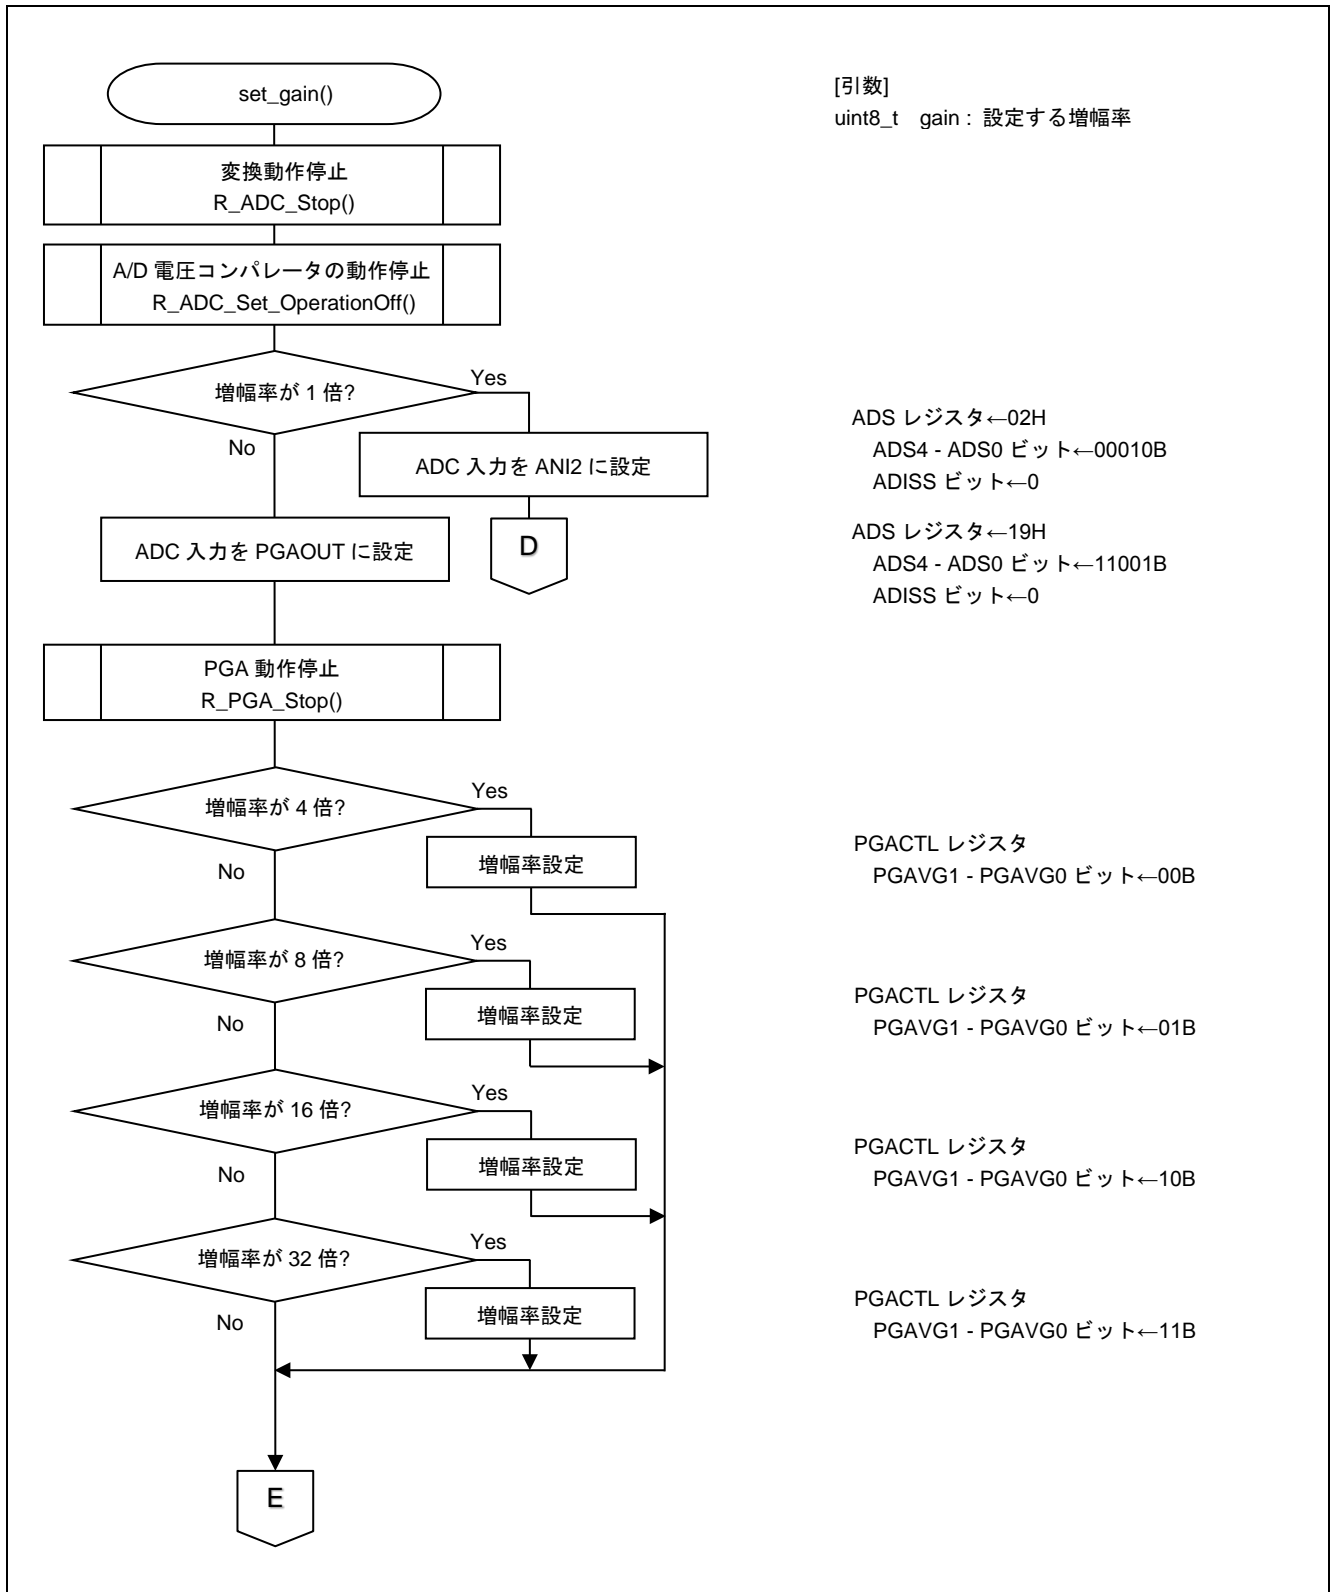 set_gain()
[引数]
uint8_t gain : 設定する増幅率
変換動作停止
R_ADC_Stop()
A/D 電圧コンパレータの動作停止
R_ADC_Set_OperationOff()
増幅率が 1 倍?
Yes
No
ADC 入力を ANI2 に設定
ADS レジスタ←02H
ADS4 - ADS0 ビット←00010B
ADISS ビット←0
D
ADC 入力を PGAOUT に設定
ADS レジスタ←19H
ADS4 - ADS0 ビット←11001B
ADISS ビット←0
PGA 動作停止
R_PGA_Stop()
増幅率が 4 倍?
Yes
No
増幅率設定
PGACTL レジスタ
PGAVG1 - PGAVG0 ビット←00B
増幅率が 8 倍?
Yes
No
増幅率設定
PGACTL レジスタ
PGAVG1 - PGAVG0 ビット←01B
増幅率が 16 倍?
Yes
No
増幅率設定
PGACTL レジスタ
PGAVG1 - PGAVG0 ビット←10B
増幅率が 32 倍?
Yes
No
増幅率設定
PGACTL レジスタ
PGAVG1 - PGAVG0 ビット←11B
E